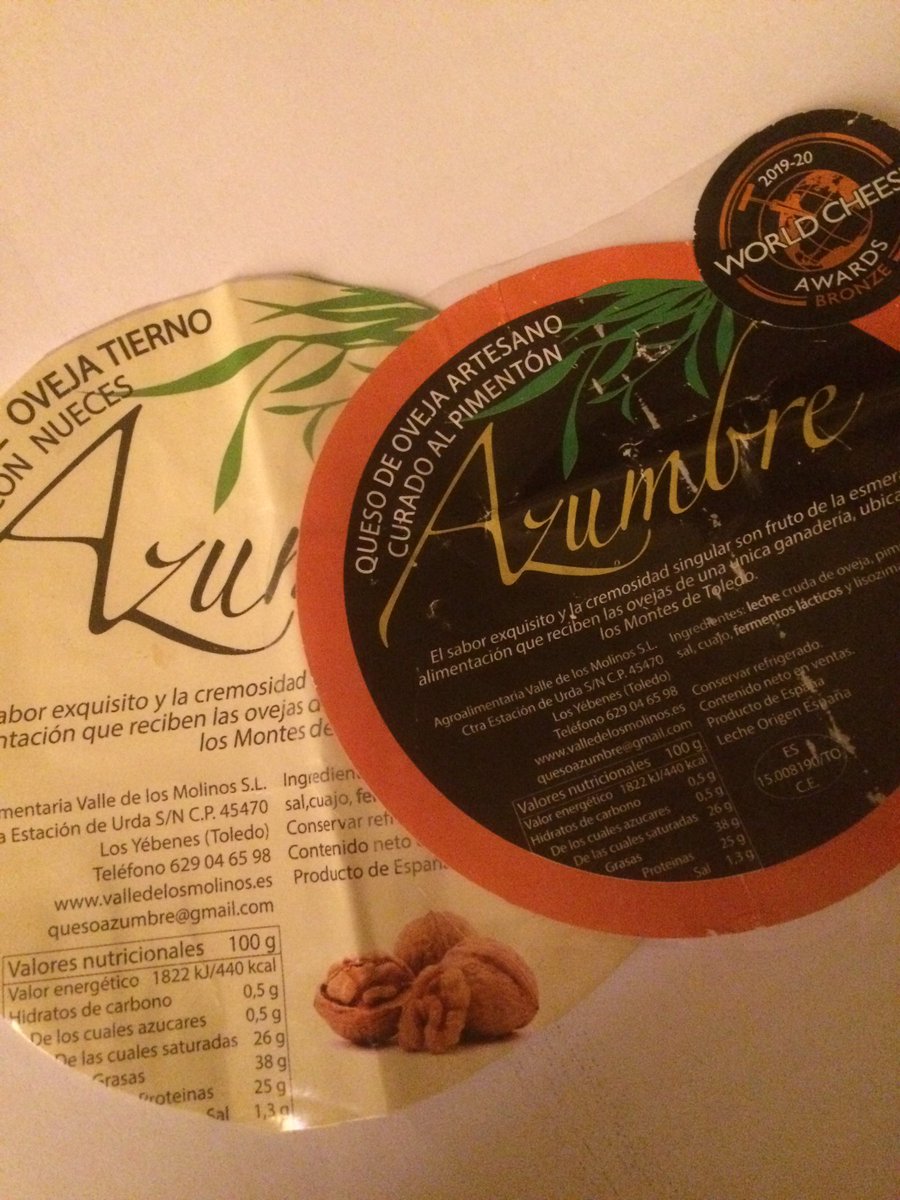 2019-20
WORLD CHEES
AWARDS
BRONZE
OVEJA TIERNO
CON NUECES
Azum
abor exquisito y la cremosidad
ntación que reciben las ovejas d
los Montes de
mentaria Valle de los Molinos S.L.
a Estación de Urda S/N C.P. 45470
Los Yébenes (Toledo)
Teléfono 629 04 65 98
www.valledelosmolinos.es
quesoazumbre@gmail.com
Ingredien
sal,cuajo, fe
Conservar refr
Contenido neto
Producto de Españ
Valores nutricionales 100 g
Valor energético 1822 kJ/440 kcal
Hidratos de carbono 0,5 g
De los cuales azucares 0,5 g
De las cuales saturadas 26 g
Grasas 38 g
Proteinas 25 g
Sal 1,3 g
QUESO DE OVEJA ARTESANO
CURADO AL PIMENTÓN
Azumbre
El sabor exquisito y la cremosidad singular son fruto de la esmera
alimentación que reciben las ovejas de una única ganadería, ubica
los Montes de Toledo.
Agroalimentaria Valle de los Molinos S.L.
Ctra Estación de Urda S/N C.P. 45470
Los Yébenes (Toledo)
Teléfono 629 04 65 98
www.valledelosmolinos.es
quesoazumbre@gmail.com
Ingredientes: leche cruda de oveja, pim
sal, cuajo, fermentos lácticos y lisozima
Conservar refrigerado.
Contenido neto en ventas.
Producto de España
Leche Origen España
ES
15.008190/TO
C.E.
Valores nutricionales 100 g
Valor energético 1822 kJ/440 kcal
Hidratos de carbono 0,5 g
De los cuales azucares 0,5 g
De las cuales saturadas 26 g
Grasas 38 g
Proteinas 25 g
Sal 1,3 g